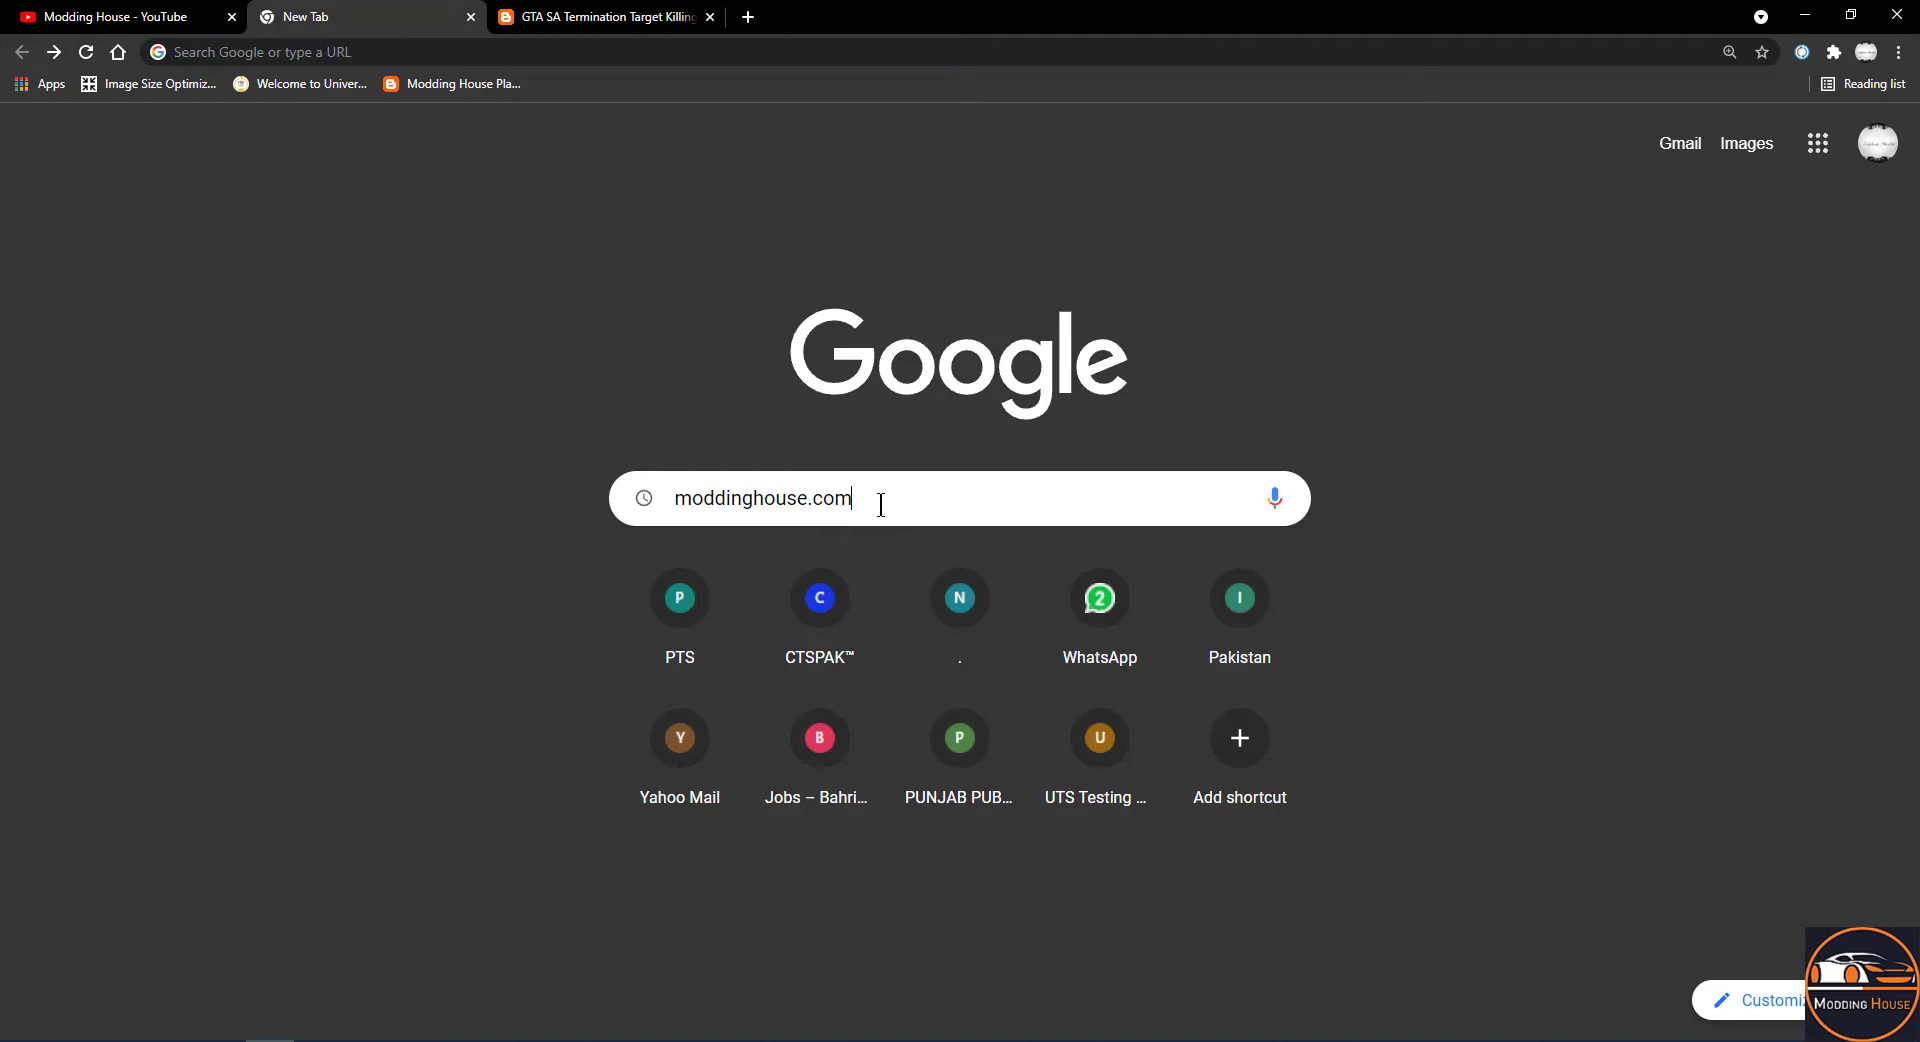 Modding House - YouTube
New Tab
GTA SA Termination Target Killing
Search Google or type a URL
Apps
Image Size Optimiz...
Welcome to Univer...
Modding House Pla...
Reading list
Gmail
Images
Google
moddinghouse.com
P
C
N
2
I
PTS
CTSPAK™
.
WhatsApp
Pakistan
Y
B
P
U
Yahoo Mail
Jobs – Bahri...
PUNJAB PUB...
UTS Testing ...
Add shortcut
Customiz
MODDING HOUSE